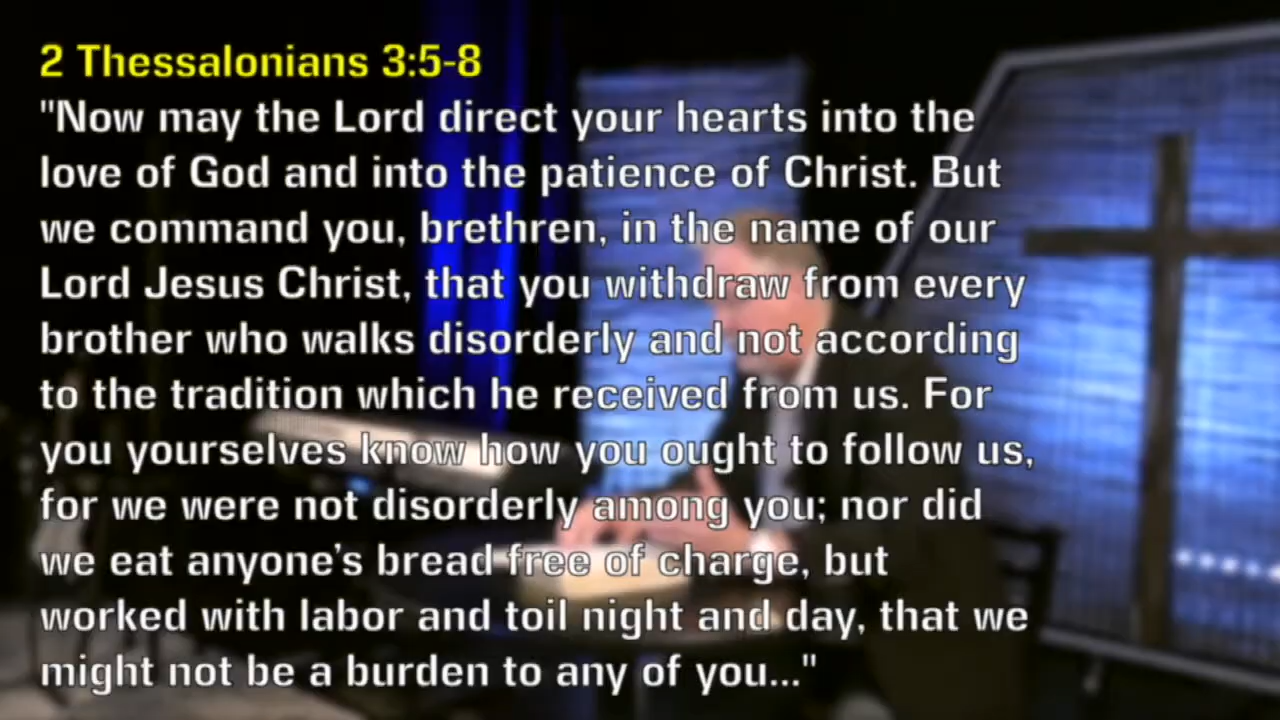 2 Thessalonians 3:5-8
"Now may the Lord direct your hearts into the
love of God and into the patience of Christ. But
we command you, brethren, in the name of our
Lord Jesus Christ, that you withdraw from every
brother who walks disorderly and not according
to the tradition which he received from us. For
you yourselves know how you ought to follow us,
for we were not disorderly among you; nor did
we eat anyone’s bread free of charge, but
worked with labor and toil night and day, that we
might not be a burden to any of you..."